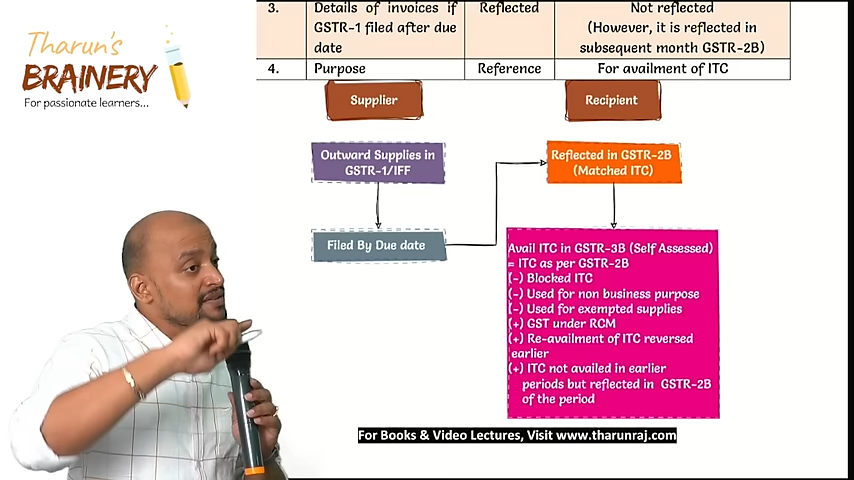 Tharun's
BRAINERY
For passionate learners...
3. Details of invoices if GSTR-1 filed after due date Reflected Not reflected
(However, it is reflected in
subsequent month GSTR-2B)
4. Purpose Reference For availment of ITC
Supplier Recipient
Outward Supplies in
GSTR-1/IFF
Reflected in GSTR-2B
(Matched ITC)
Filed By Due date
Avail ITC in GSTR-3B (Self Assessed)
= ITC as per GSTR-2B
(-) Blocked ITC
(-) Used for non business purpose
(-) Used for exempted supplies
(+) GST under RCM
(+) Re-availment of ITC reversed
earlier
(+) ITC not availed in earlier
periods but reflected in GSTR-2B
of the period
For Books & Video Lectures, Visit www.tharunraj.com